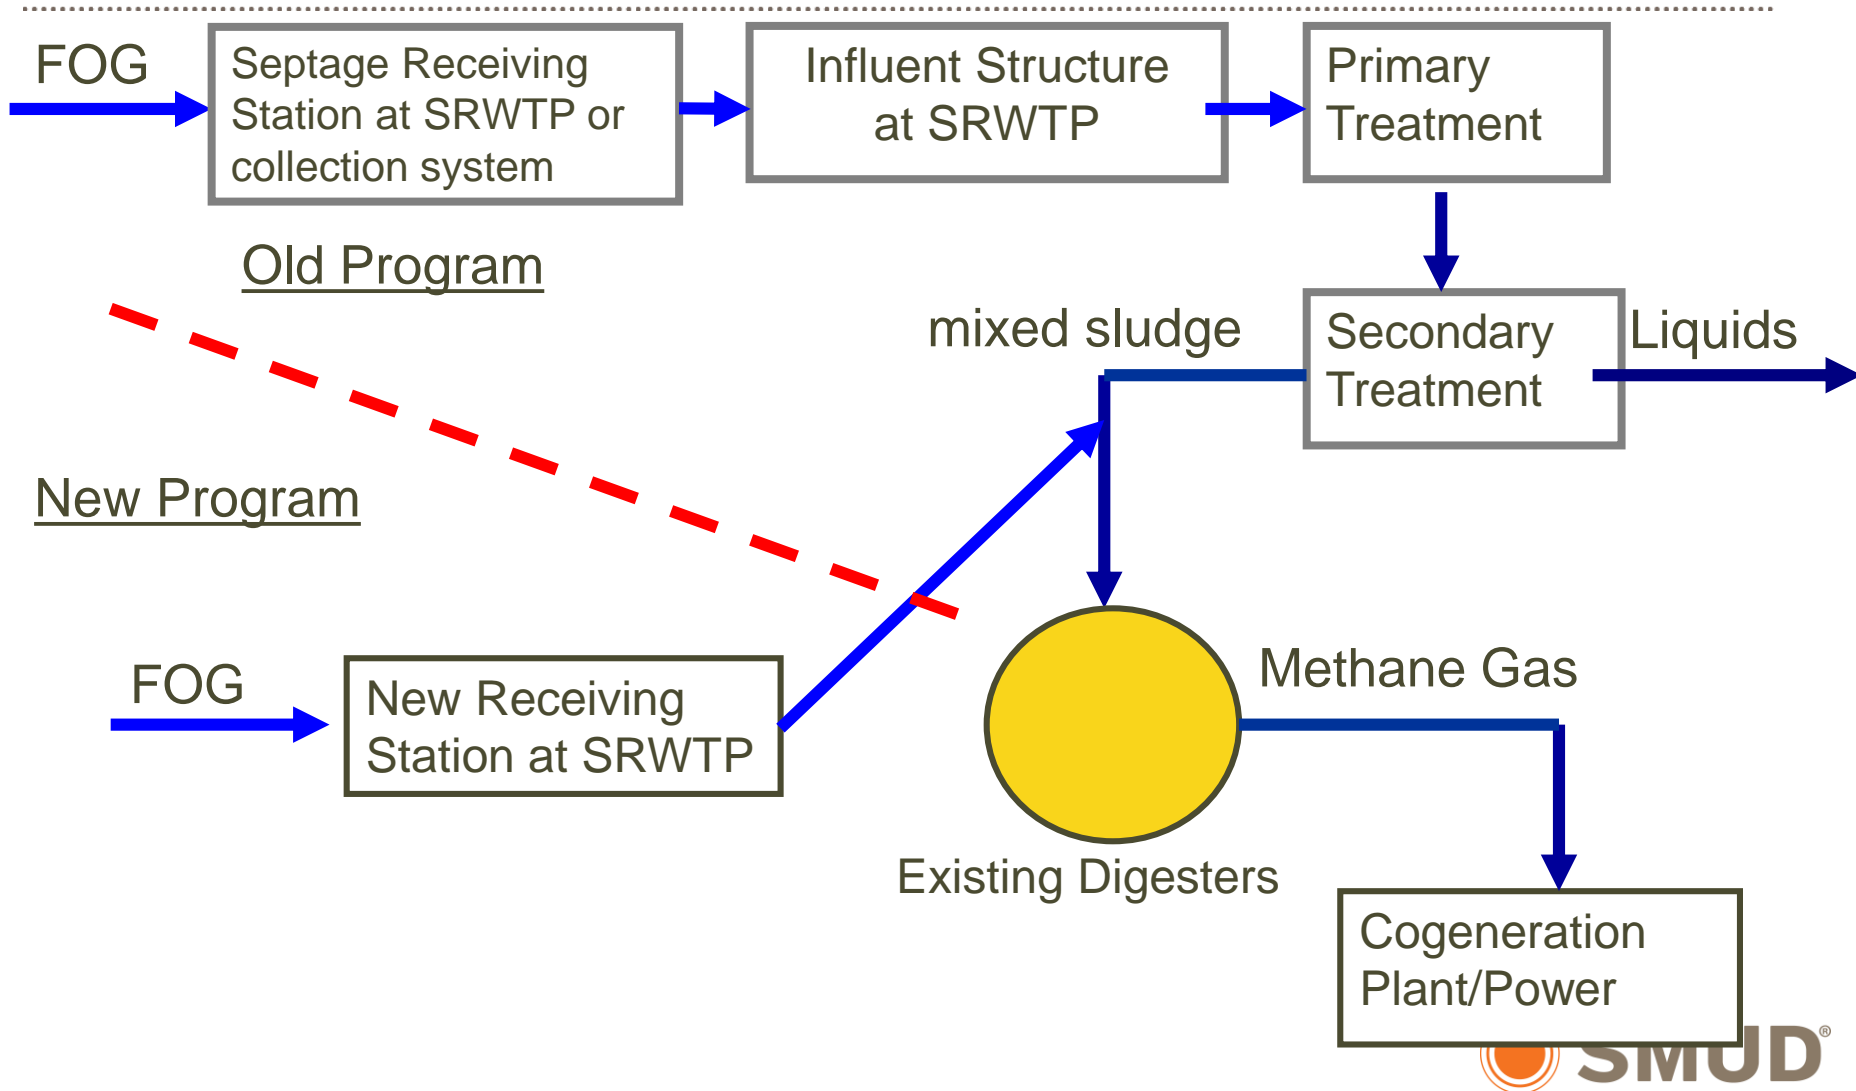 FOG
Septage Receiving
Station at SRWTP or
collection system
Influent Structure
at SRWTP
Primary
Treatment
Old Program
mixed sludge
Secondary
Treatment
Liquids
New Program
FOG
New Receiving
Station at SRWTP
Methane Gas
Existing Digesters
Cogeneration
Plant/Power
SMUD®